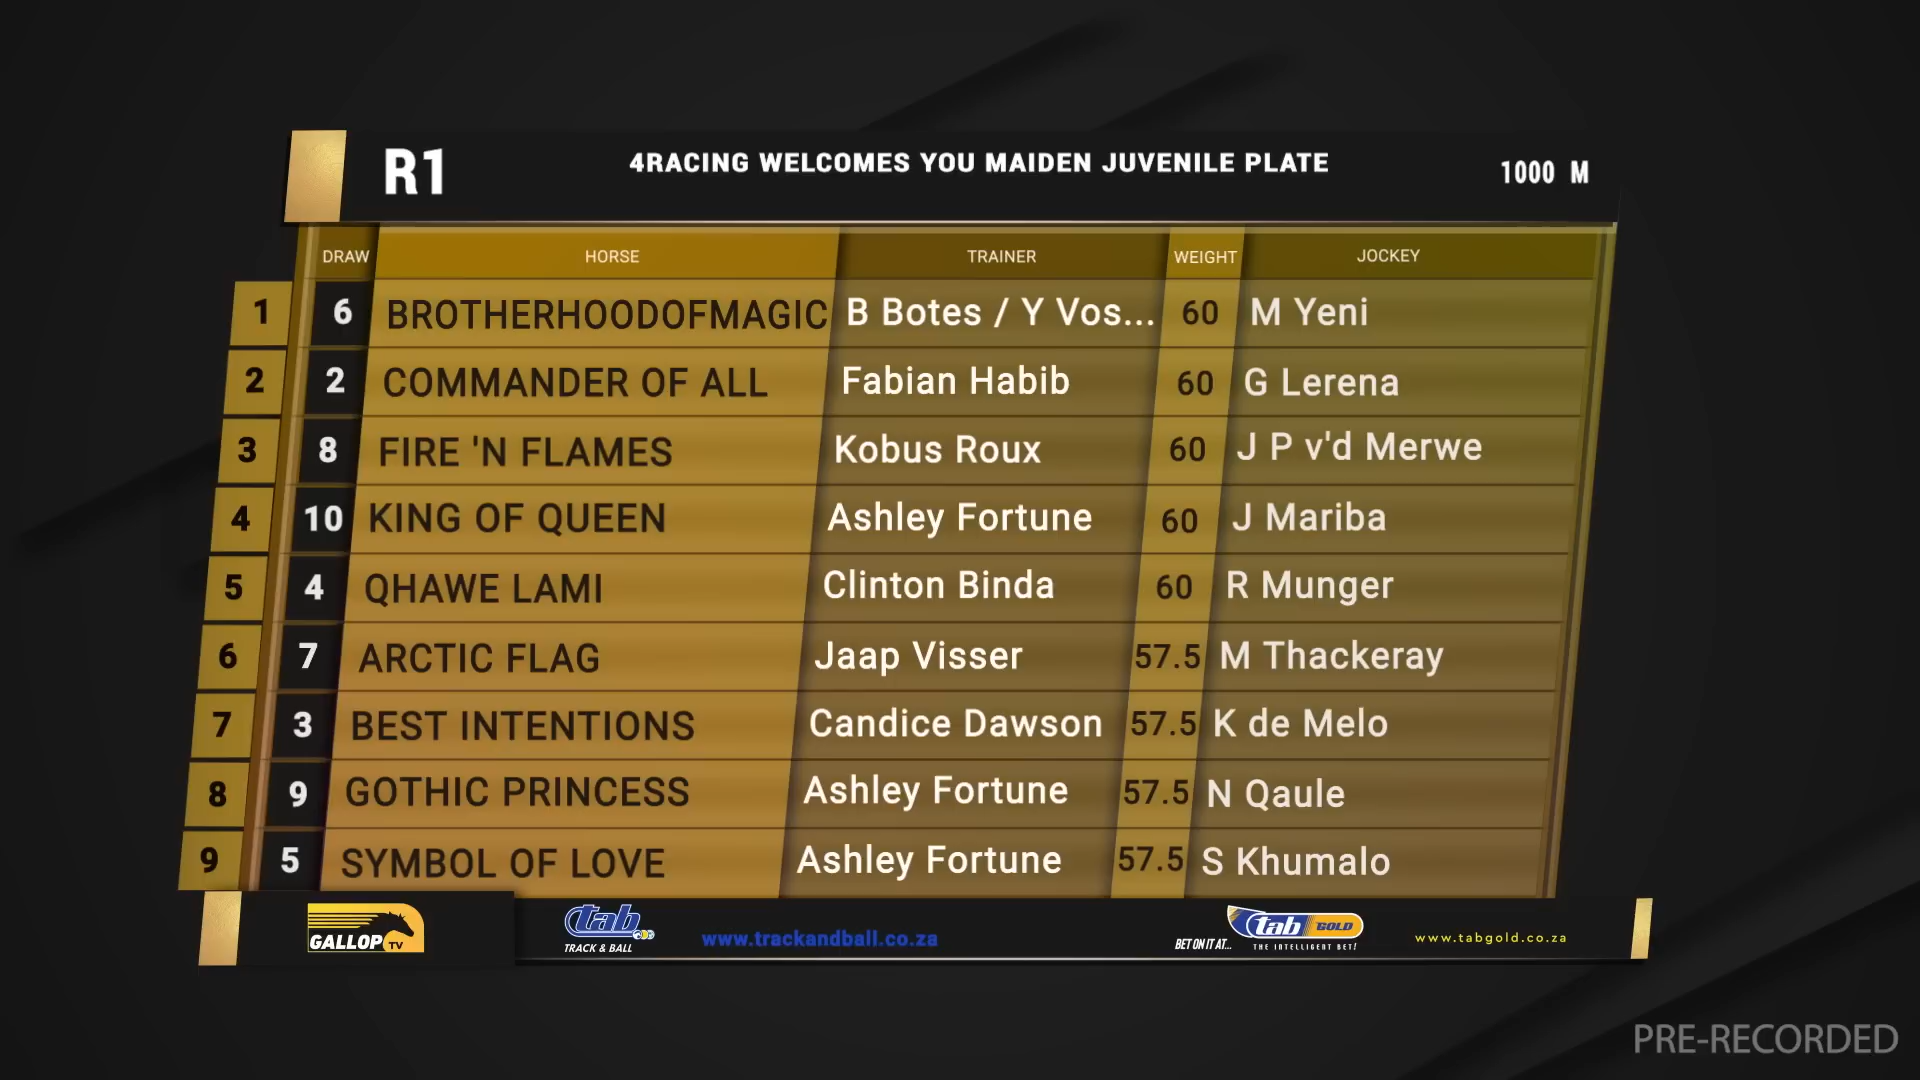 R1 4RACING WELCOMES YOU MAIDEN JUVENILE PLATE 1000 M
DRAW HORSE TRAINER WEIGHT JOCKEY
1 6 BROTHERHOODOFMAGIC B Botes / Y Vos... 60 M Yeni
2 2 COMMANDER OF ALL Fabian Habib 60 G Lerena
3 8 FIRE 'N FLAMES Kobus Roux 60 J P v'd Merwe
4 10 KING OF QUEEN Ashley Fortune 60 J Mariba
5 4 QHAWE LAMI Clinton Binda 60 R Munger
6 7 ARCTIC FLAG Jaap Visser 57.5 M Thackeray
7 3 BEST INTENTIONS Candice Dawson 57.5 K de Melo
8 9 GOTHIC PRINCESS Ashley Fortune 57.5 N Qaule
9 5 SYMBOL OF LOVE Ashley Fortune 57.5 S Khumalo
GALLOP TV
tab
TRACK & BALL
www.trackandball.co.za
BET ON IT AT...
tab GOLD
THE INTELLIGENT BET!
www.tabgold.co.za
PRE-RECORDED